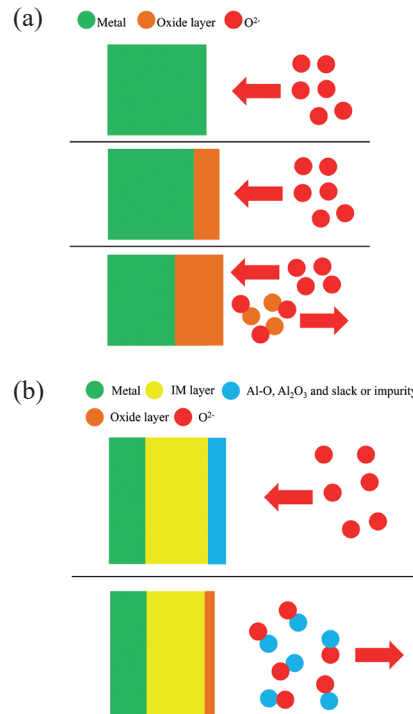 (a)
Metal Oxide layer O²⁻
(b)
Metal IM layer Al-O, Al₂O₃ and slack or impurity
Oxide layer O²⁻